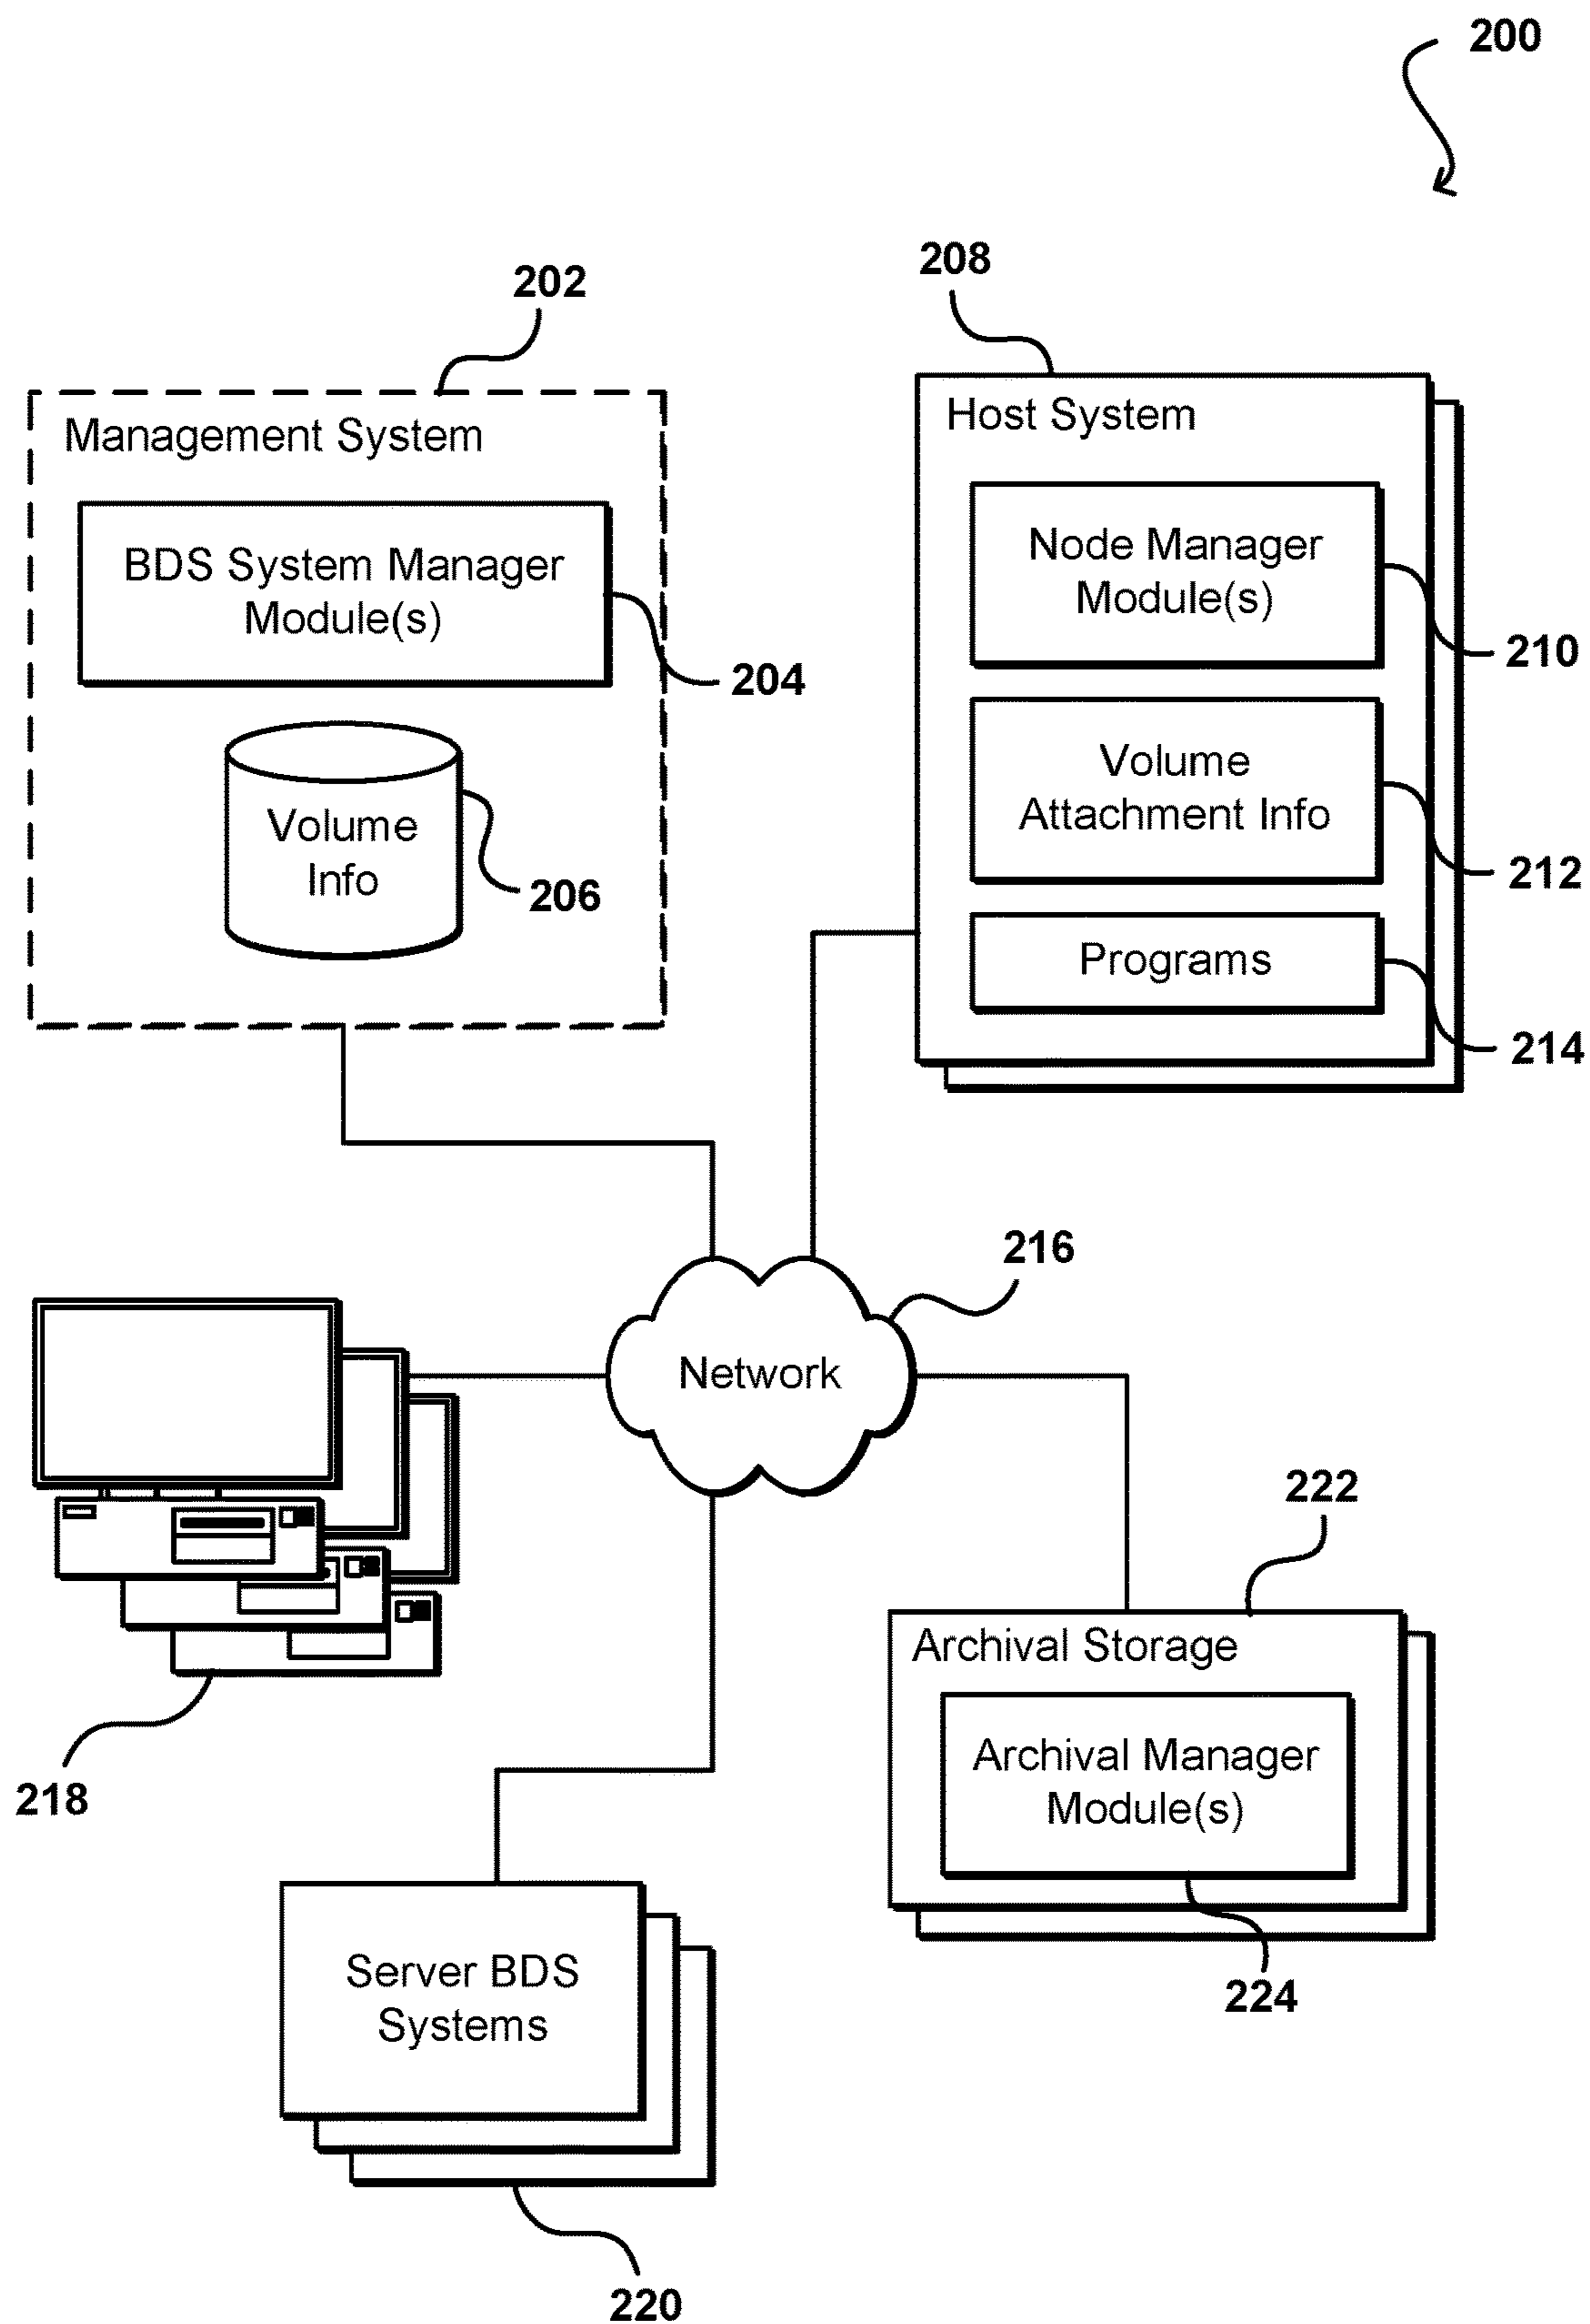 200
202
Management System
BDS System Manager
Module(s)
204
Volume
Info
206
208
Host System
Node Manager
Module(s)
210
Volume
Attachment Info
212
Programs
214
216
Network
218
222
Archival Storage
Archival Manager
Module(s)
224
Server BDS
Systems
220